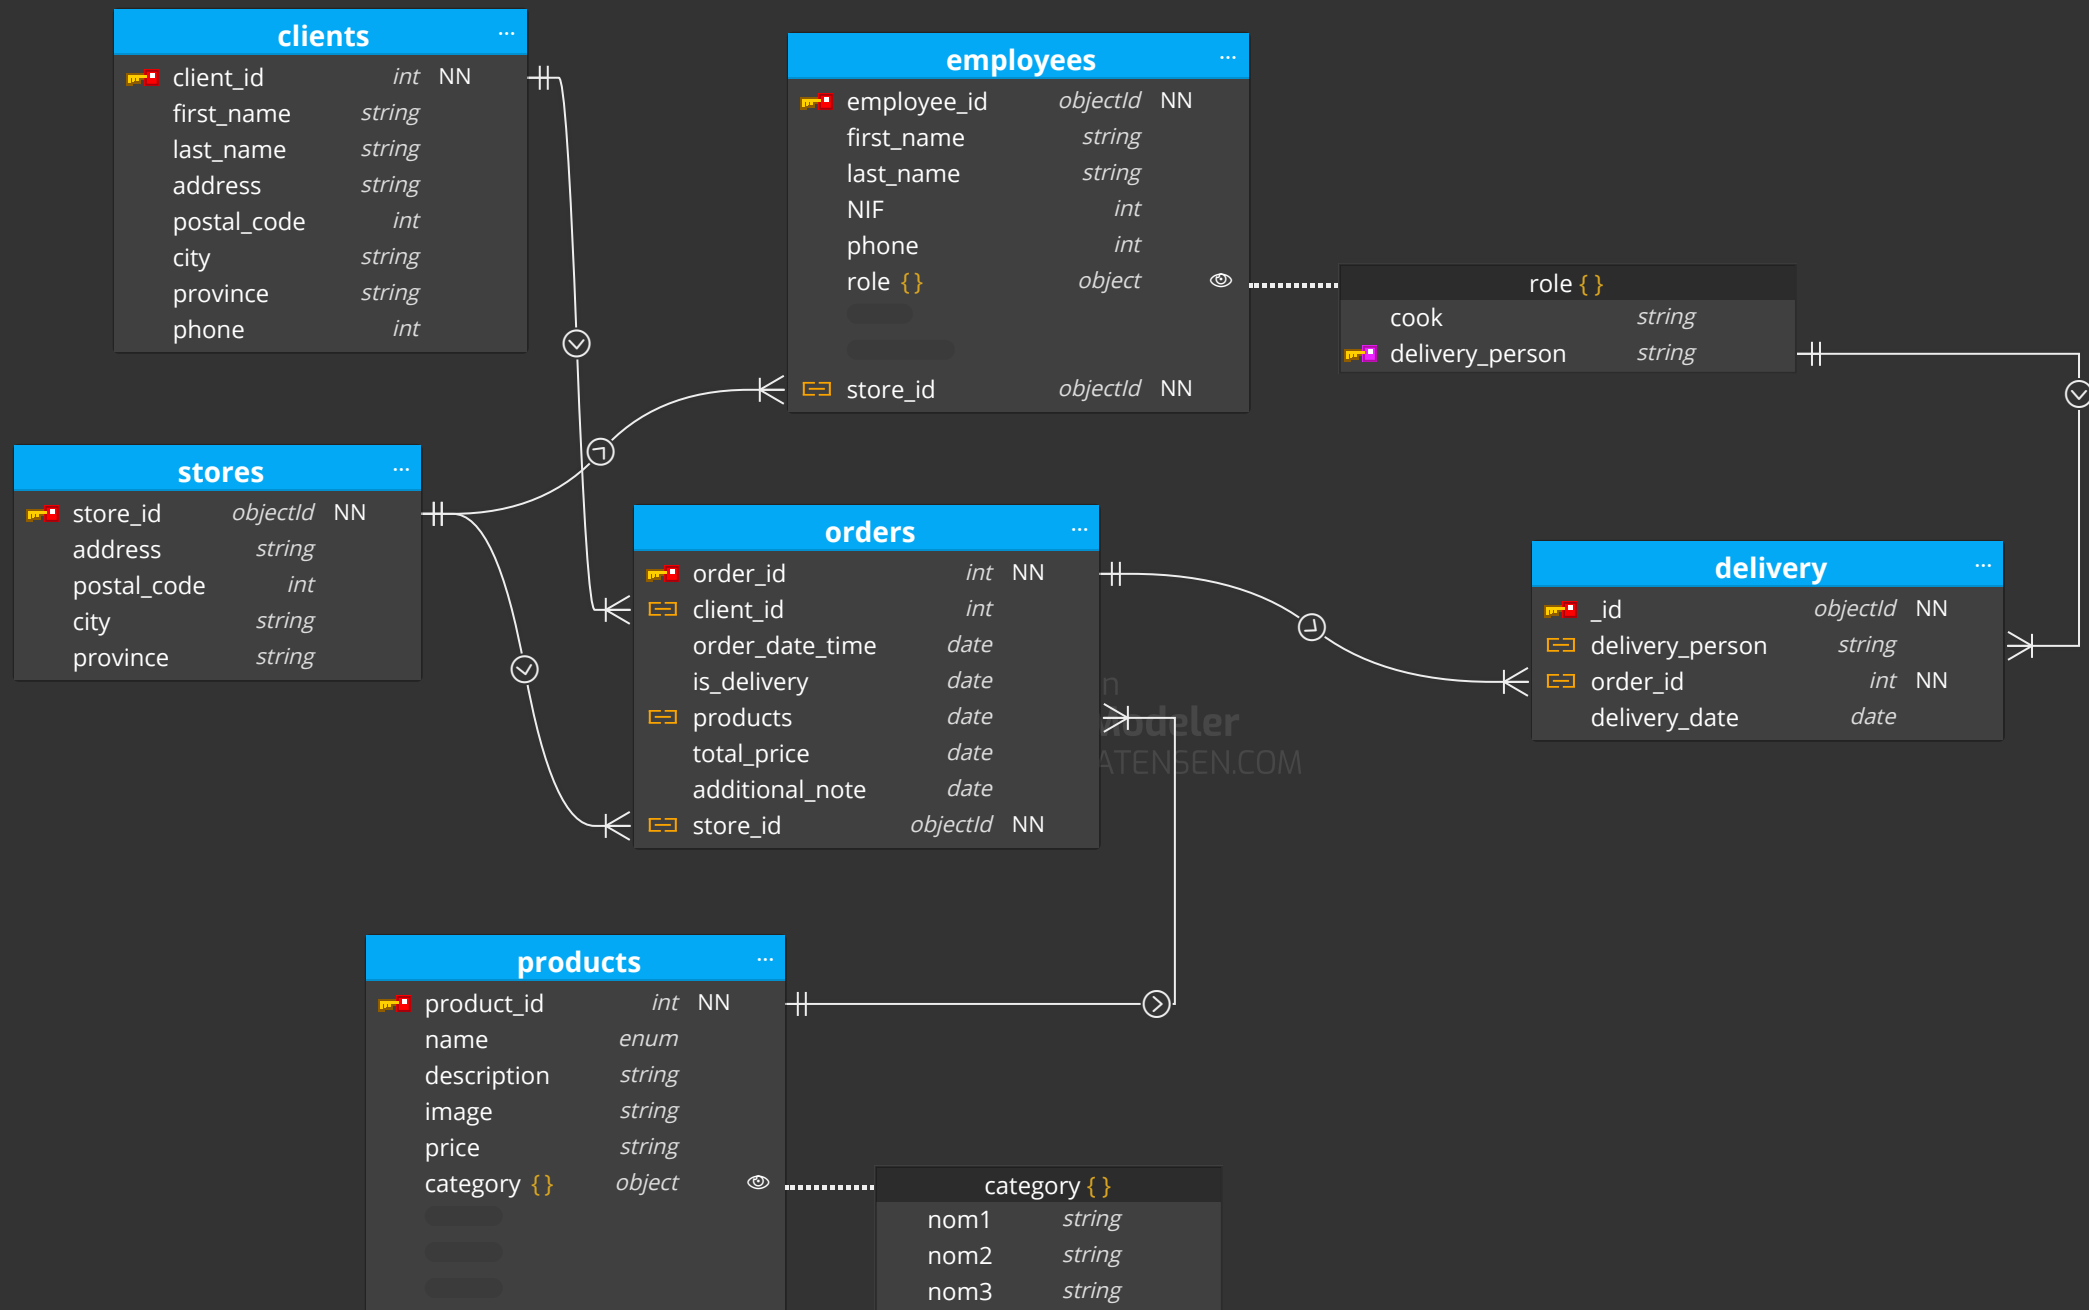 clients ...
client_id int NN
first_name string
last_name string
address string
postal_code int
city string
province string
phone int
employees ...
employee_id objectId NN
first_name string
last_name string
NIF int
phone int
role {} object
store_id objectId NN
role {}
cook string
delivery_person string
stores ...
store_id objectId NN
address string
postal_code int
city string
province string
orders ...
order_id int NN
client_id int
order_date_time date
is_delivery date
products date
total_price date
additional_note date
store_id objectId NN
delivery ...
_id objectId NN
delivery_person string
order_id int NN
delivery_date date
n
Modeler
ATENSEN.COM
products ...
product_id int NN
name enum
description string
image string
price string
category {} object
category {}
nom1 string
nom2 string
nom3 string